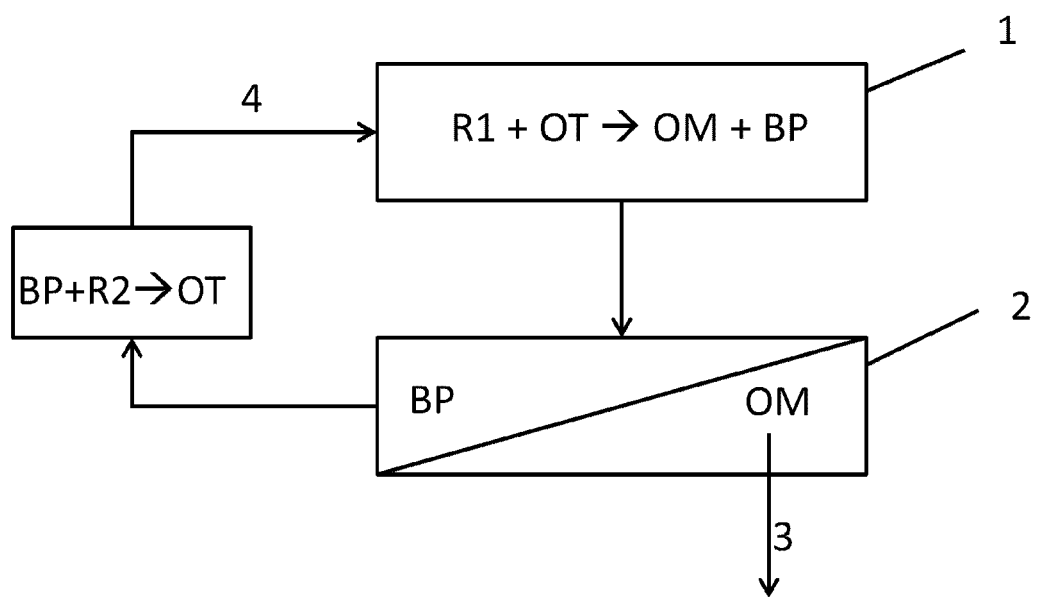 1
4
R1 + OT → OM + BP
BP+R2→OT
2
BP
OM
3